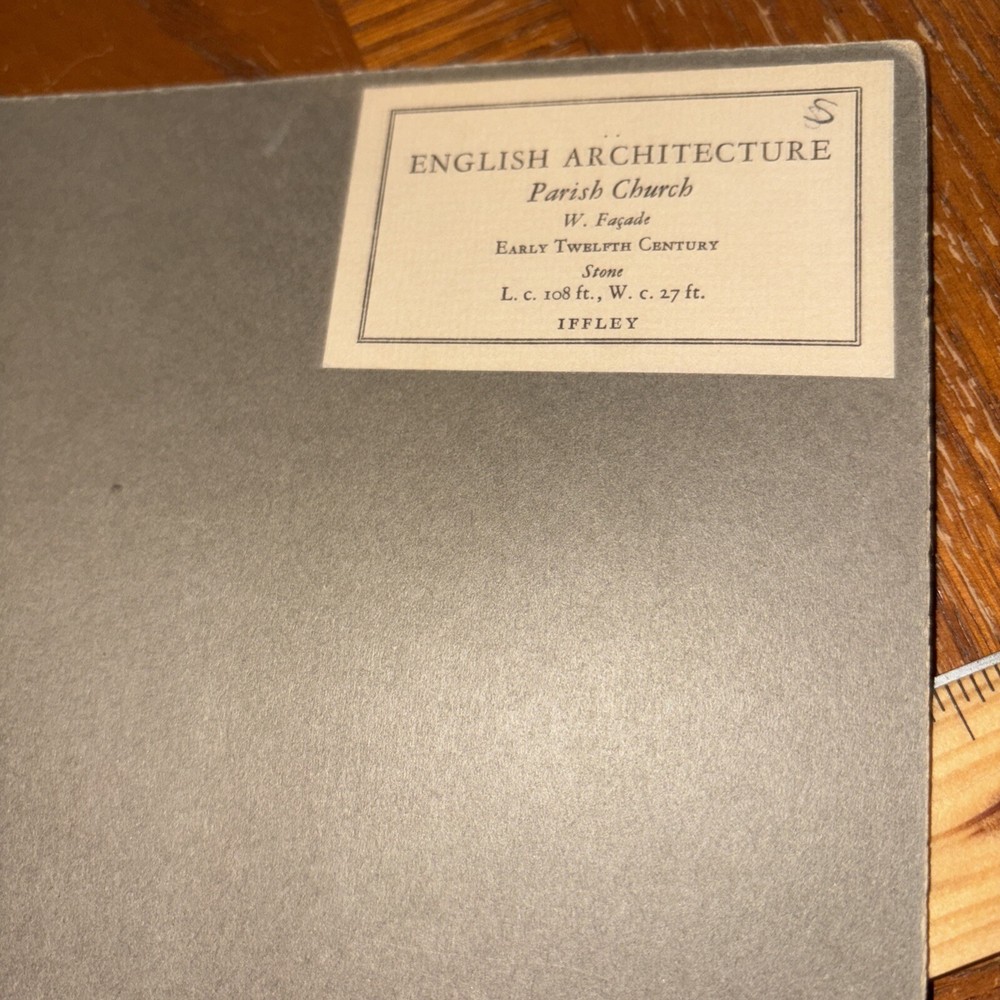 ENGLISH ARCHITECTURE
Parish Church
W. Façade
EARLY TWELFTH CENTURY
Stone
L. c. 108 ft., W. c. 27 ft.
IFFLEY